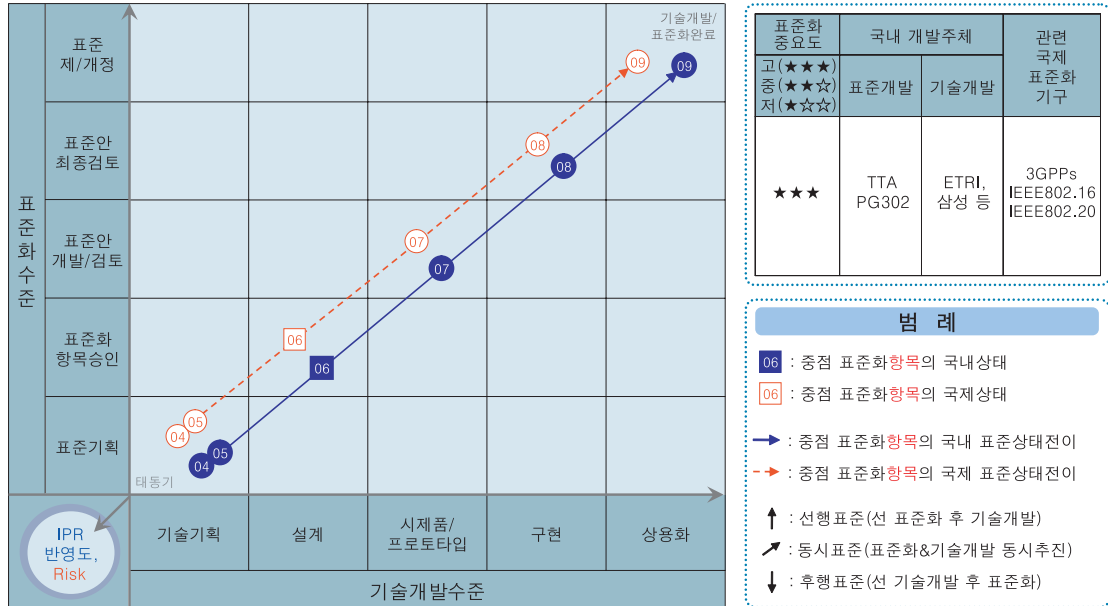 표준화수준
표준
제/개정
표준안
최종검토
표준안
개발/검토
표준화
항목승인
표준기획
기술개발/
표준화완료
09
09
08
08
07
07
06
06
05
04
05
04
태동기
IPR
반영도,
Risk
기술기획
설계
시제품/
프로토타입
구현
상용화
기술개발수준
표준화
중요도
고(★★★)
중(★★☆)
저(★☆☆)
국내 개발주체
표준개발
기술개발
관련
국제
표준화
기구
★★★
TTA
PG302
ETRI,
삼성 등
3GPPs
IEEE802.16
IEEE802.20
범 례
06 : 중점 표준화항목의 국내상태
06 : 중점 표준화항목의 국제상태
: 중점 표준화항목의 국내 표준상태전이
: 중점 표준화항목의 국제 표준상태전이
: 선행표준(선 표준화 후 기술개발)
: 동시표준(표준화&기술개발 동시추진)
: 후행표준(선 기술개발 후 표준화)